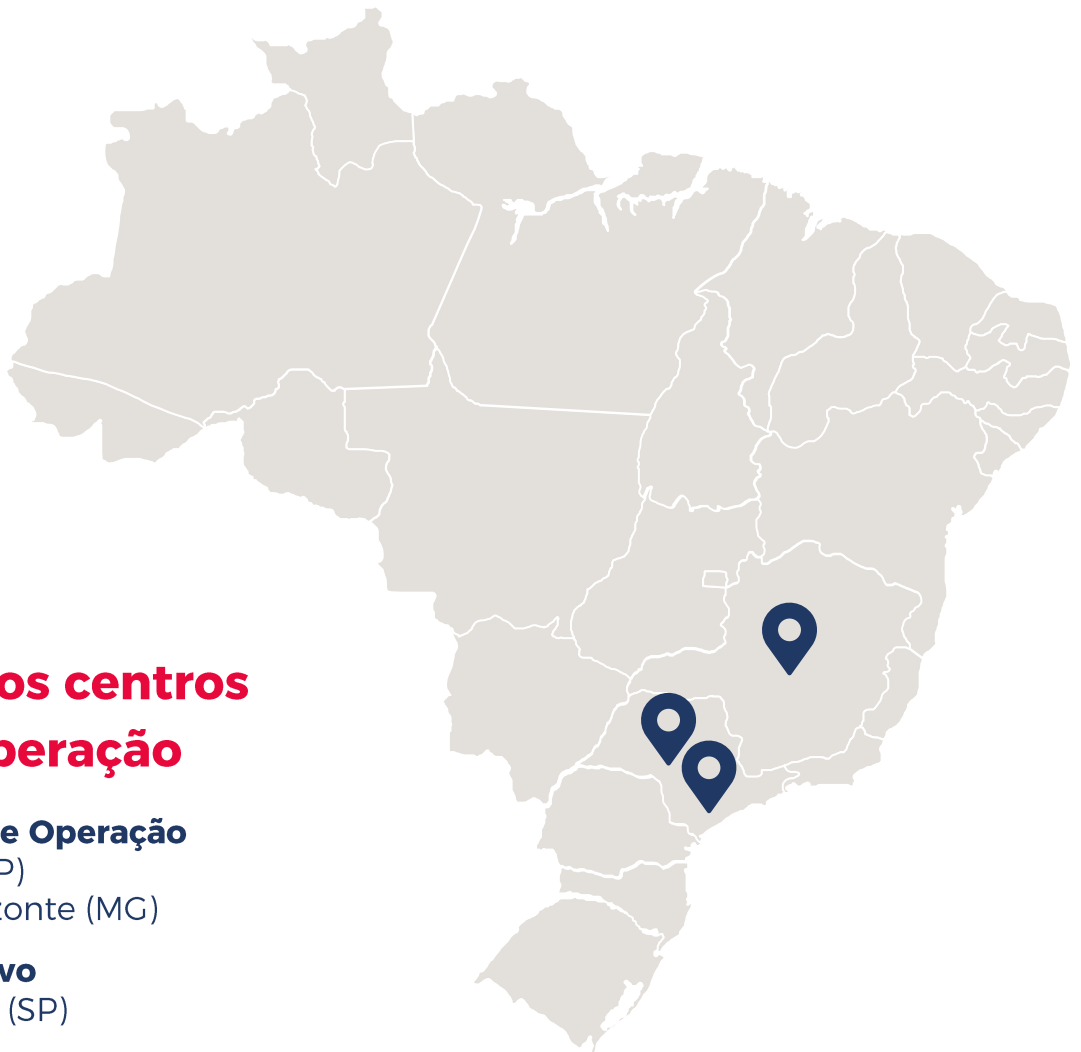 os centros
peração
e Operação
P)
zonte (MG)
vo
(SP)